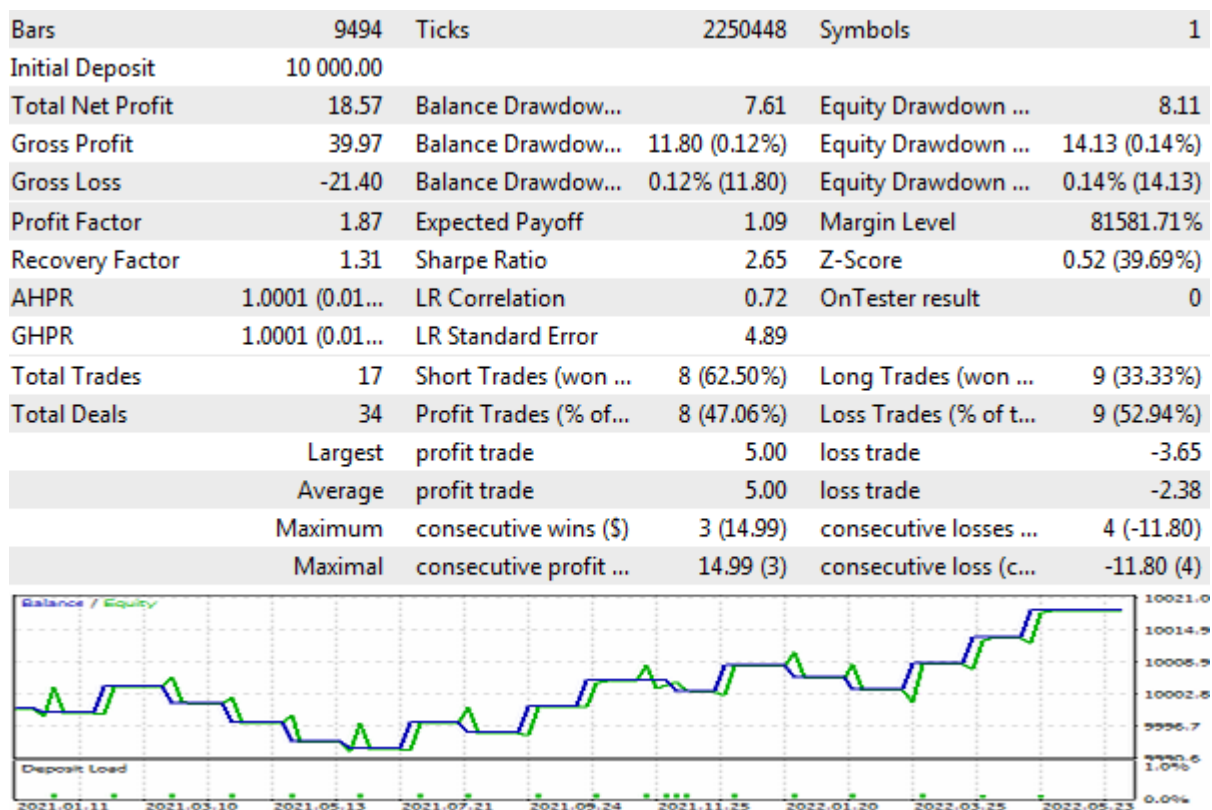 Bars 9494 Ticks 2250448 Symbols 1
Initial Deposit 10 000.00
Total Net Profit 18.57 Balance Drawdow... 7.61 Equity Drawdown ... 8.11
Gross Profit 39.97 Balance Drawdow... 11.80 (0.12%) Equity Drawdown ... 14.13 (0.14%)
Gross Loss -21.40 Balance Drawdow... 0.12% (11.80) Equity Drawdown ... 0.14% (14.13)
Profit Factor 1.87 Expected Payoff 1.09 Margin Level 81581.71%
Recovery Factor 1.31 Sharpe Ratio 2.65 Z-Score 0.52 (39.69%)
AHPR 1.0001 (0.01... LR Correlation 0.72 OnTester result 0
GHPR 1.0001 (0.01... LR Standard Error 4.89
Total Trades 17 Short Trades (won ... 8 (62.50%) Long Trades (won ... 9 (33.33%)
Total Deals 34 Profit Trades (% of... 8 (47.06%) Loss Trades (% of t... 9 (52.94%)
Largest profit trade 5.00 loss trade -3.65
Average profit trade 5.00 loss trade -2.38
Maximum consecutive wins ($) 3 (14.99) consecutive losses ... 4 (-11.80)
Maximal consecutive profit ... 14.99 (3) consecutive loss (c... -11.80 (4)
Balance / Equity
10021.0
10014.9
10008.9
10002.8
9996.7
9990.6
Deposit Load
1.0%
0.0%
2021.01.11 2021.03.10 2021.05.13 2021.07.21 2021.09.24 2021.11.25 2022.01.20 2022.03.25 2022.05.23